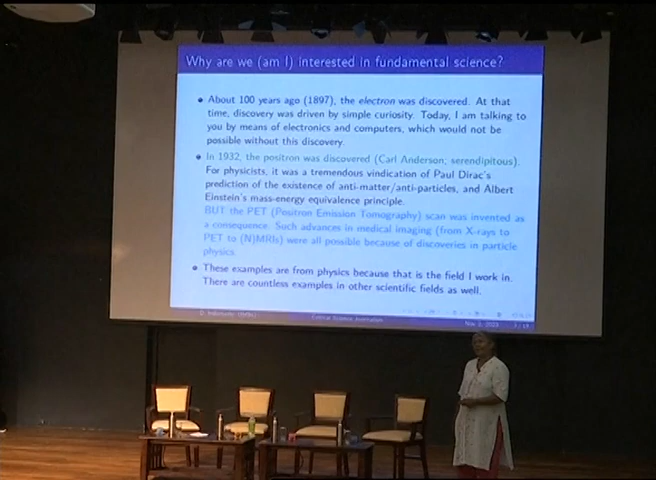 Why are we (am I) interested in fundamental science?
About 100 years ago (1897), the electron was discovered. At that
time, discovery was driven by simple curiosity. Today, I am talking to
you by means of electronics and computers, which would not be
possible without this discovery.
In 1932, the positron was discovered (Carl Anderson, serendipitous).
For physicists, it was a tremendous vindication of Paul Dirac's
prediction of the existence of anti-matter/anti-particles, and Albert
Einstein's mass-energy equivalence principle.
BUT the PET (Positron Emission Tomography) scan was invented as
a consequence. Such advances in medical imaging (from X-rays to
PET to (N)MRIs) were all possible because of discoveries in particle
physics.
These examples are from physics because that is the field I work in.
There are countless examples in other scientific fields as well.